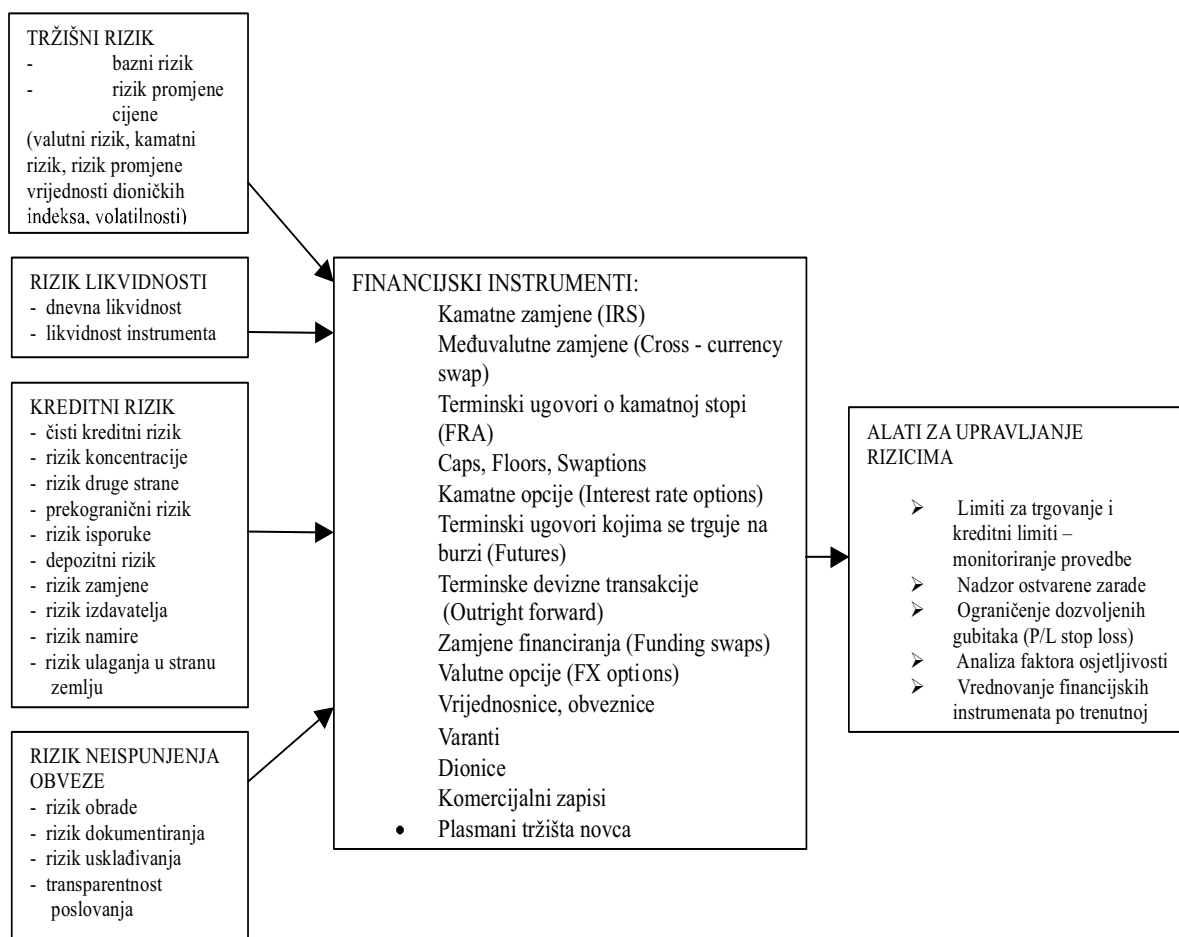 TRŽIŠNI RIZIK
- bazni rizik
- rizik promjene
cijene
(valutni rizik, kamatni
rizik, rizik promjene
vrijednosti dioničkih
indeksa, volatilnosti)
RIZIK LIKVIDNOSTI
- dnevna likvidnost
- likvidnost instrumenta
KREDITNI RIZIK
- čisti kreditni rizik
- rizik koncentracije
- rizik druge strane
- prekogranični rizik
- rizik isporuke
- depozitni rizik
- rizik zamjene
- rizik izdavatelja
- rizik namire
- rizik ulaganja u stranu
zemlju
RIZIK NEISPUNJENJA
OBVEZE
- rizik obrade
- rizik dokumentiranja
- rizik usklađivanja
- transparentnost
poslovanja
FINANCIJSKI INSTRUMENTI:
Kamatne zamjene (IRS)
Međuvalutne zamjene (Cross - currency
swap)
Terminski ugovori o kamatnoj stopi
(FRA)
Caps, Floors, Swaptions
Kamatne opcije (Interest rate options)
Terminski ugovori kojima se trguje na
burzi (Futures)
Terminske devizne transakcije
(Outright forward)
Zamjene financiranja (Funding swaps)
Valutne opcije (FX options)
Vrijednosnice, obveznice
Varanti
Dionice
Komercijalni zapisi
• Plasmani tržišta novca
ALATI ZA UPRAVLJANJE
RIZICIMA
➢ Limiti za trgovanje i
kreditni limiti –
monitoriranje provedbe
➢ Nadzor ostvarene zarade
➢ Ograničenje dozvoljenih
gubitaka (P/L stop loss)
➢ Analiza faktora osjetljivosti
➢ Vrednovanje financijskih
instrumenata po trenutnoj